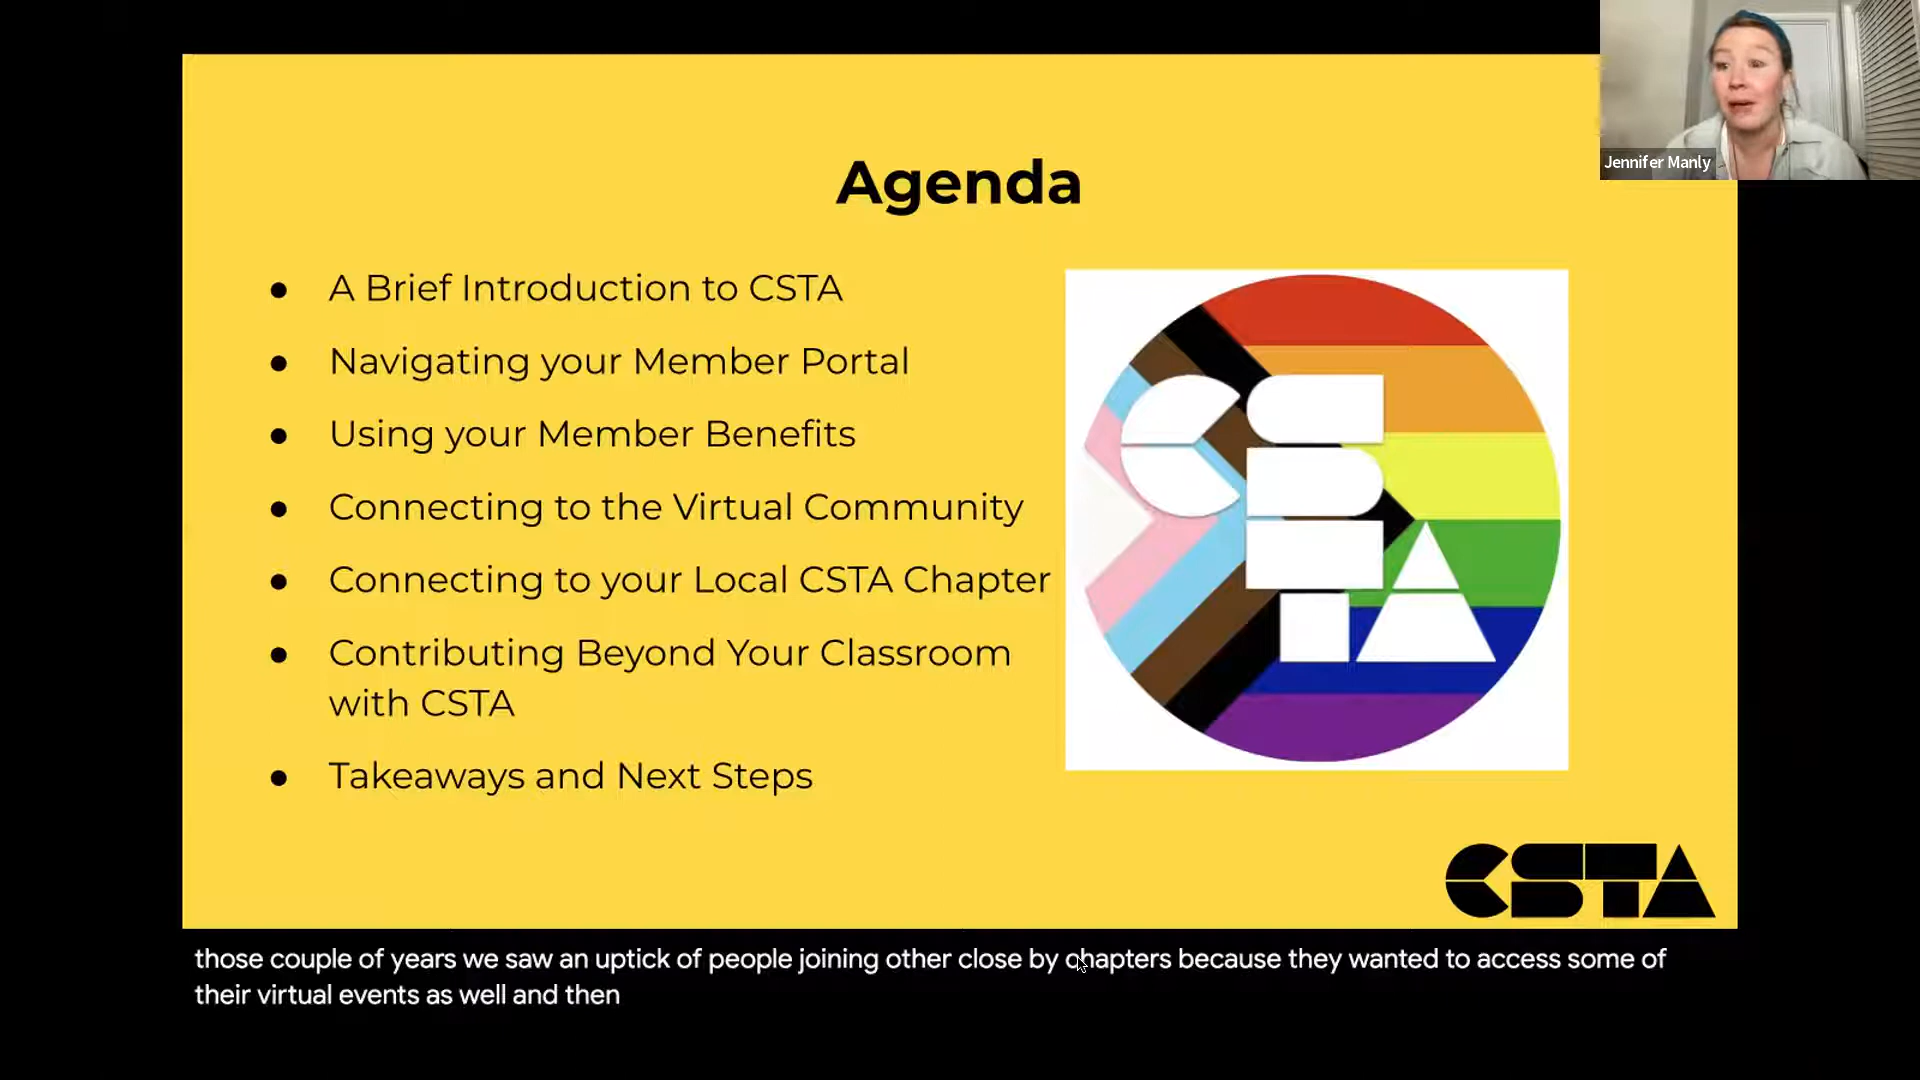 Jennifer Manly
Agenda
● A Brief Introduction to CSTA
● Navigating your Member Portal
● Using your Member Benefits
● Connecting to the Virtual Community
● Connecting to your Local CSTA Chapter
● Contributing Beyond Your Classroom
with CSTA
● Takeaways and Next Steps
CS
TA
CSTA
those couple of years we saw an uptick of people joining other close by chapters because they wanted to access some of
their virtual events as well and then